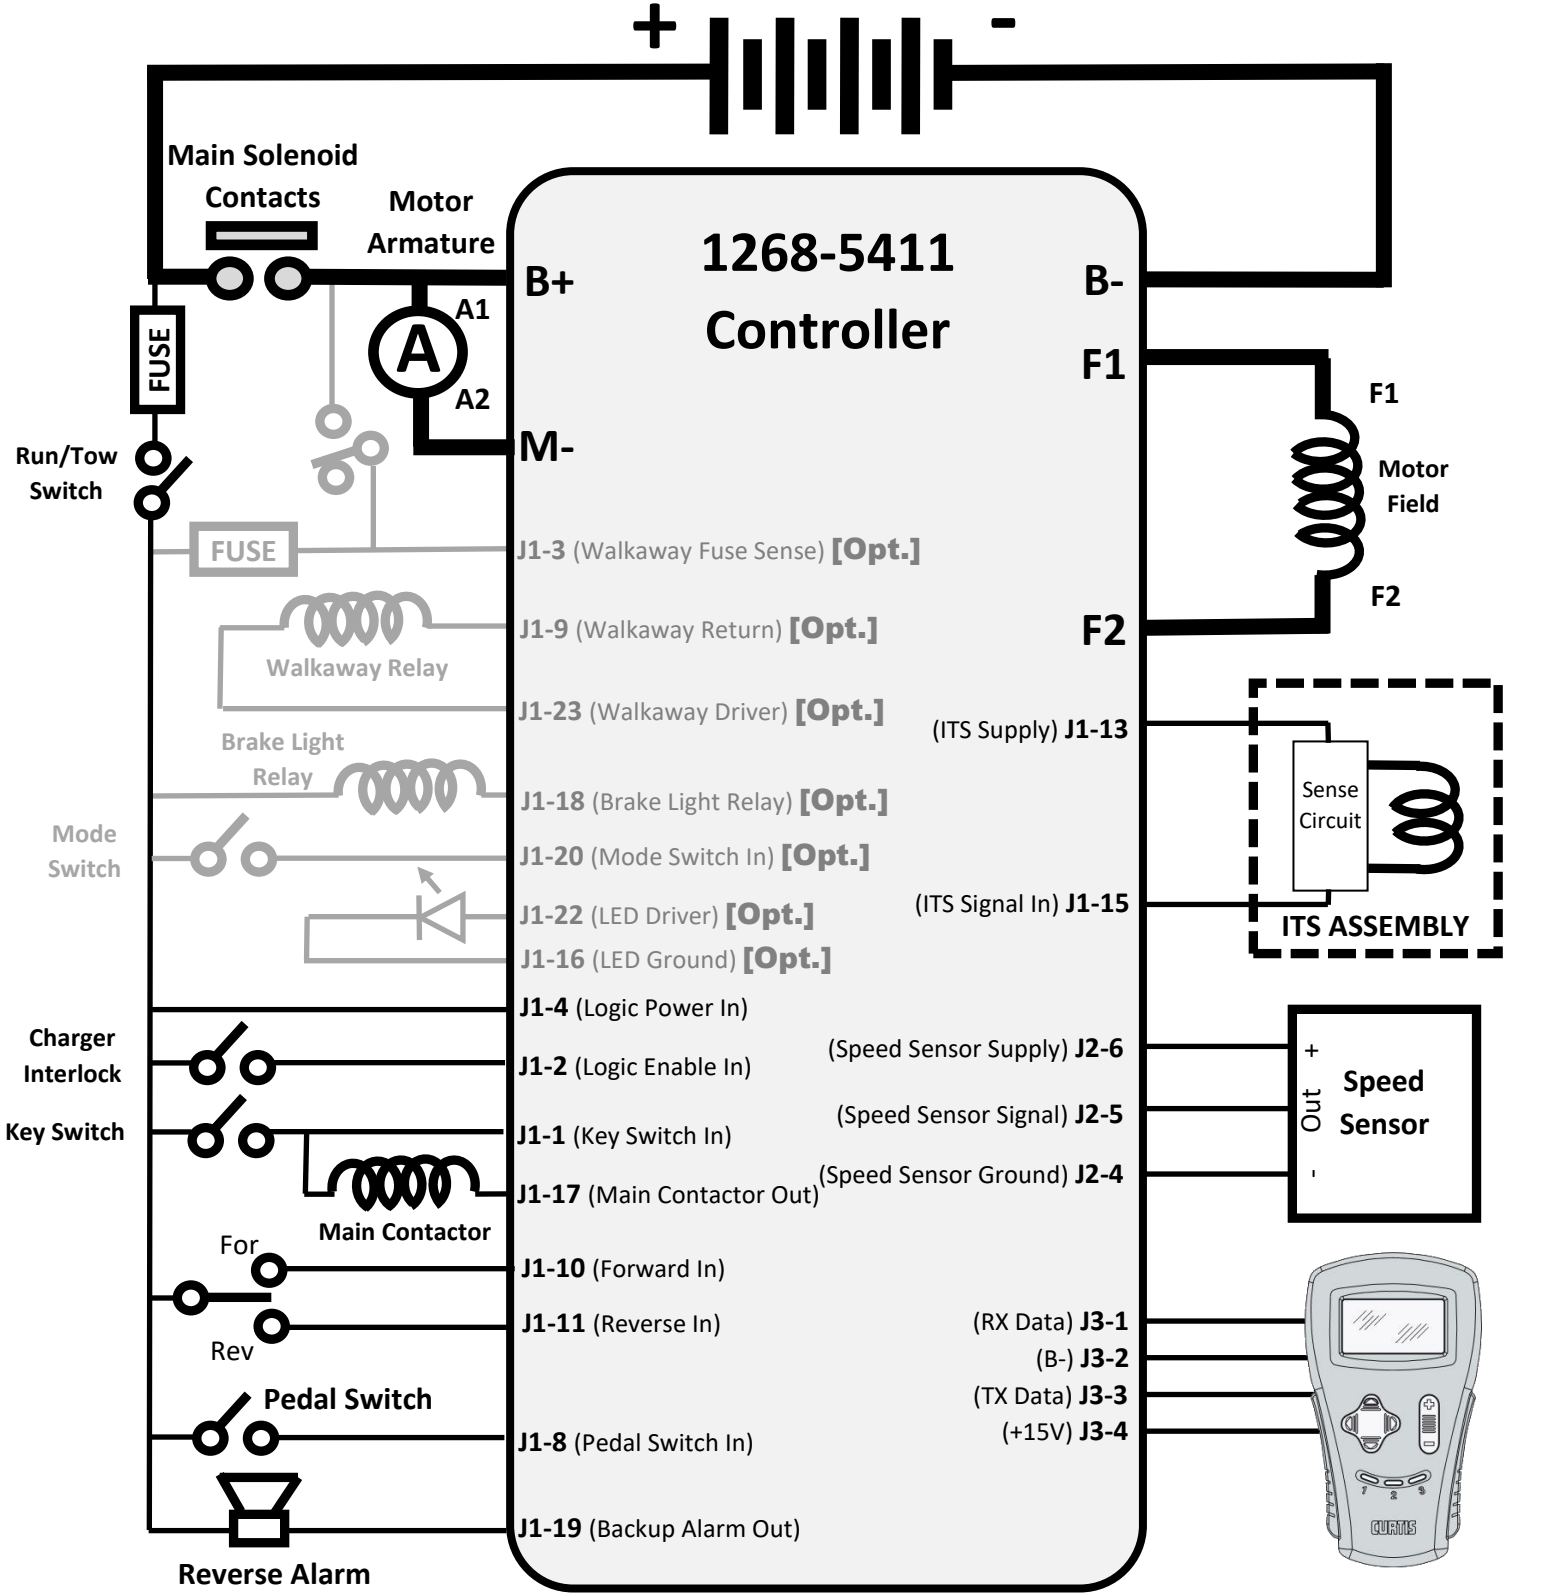 + -
Main Solenoid
Contacts
Motor
Armature
1268-5411
Controller
B+
B-
A1
A
A2
FUSE
F1
F1
M-
Run/Tow
Switch
Motor
Field
FUSE
J1-3 (Walkaway Fuse Sense) [Opt.]
F2
J1-9 (Walkaway Return) [Opt.]
F2
Walkaway Relay
J1-23 (Walkaway Driver) [Opt.]
(ITS Supply) J1-13
Brake Light
Relay
J1-18 (Brake Light Relay) [Opt.]
Sense
Circuit
Mode
Switch
J1-20 (Mode Switch In) [Opt.]
J1-22 (LED Driver) [Opt.]
(ITS Signal In) J1-15
ITS ASSEMBLY
J1-16 (LED Ground) [Opt.]
J1-4 (Logic Power In)
Charger
Interlock
J1-2 (Logic Enable In)
(Speed Sensor Supply) J2-6
+
Out
-
Speed
Sensor
(Speed Sensor Signal) J2-5
Key Switch
J1-1 (Key Switch In)
(Speed Sensor Ground) J2-4
J1-17 (Main Contactor Out)
Main Contactor
For
J1-10 (Forward In)
Rev
J1-11 (Reverse In)
(RX Data) J3-1
(B-) J3-2
(TX Data) J3-3
(+15V) J3-4
Pedal Switch
J1-8 (Pedal Switch In)
+
-
1 2 3
CURTIS
J1-19 (Backup Alarm Out)
Reverse Alarm